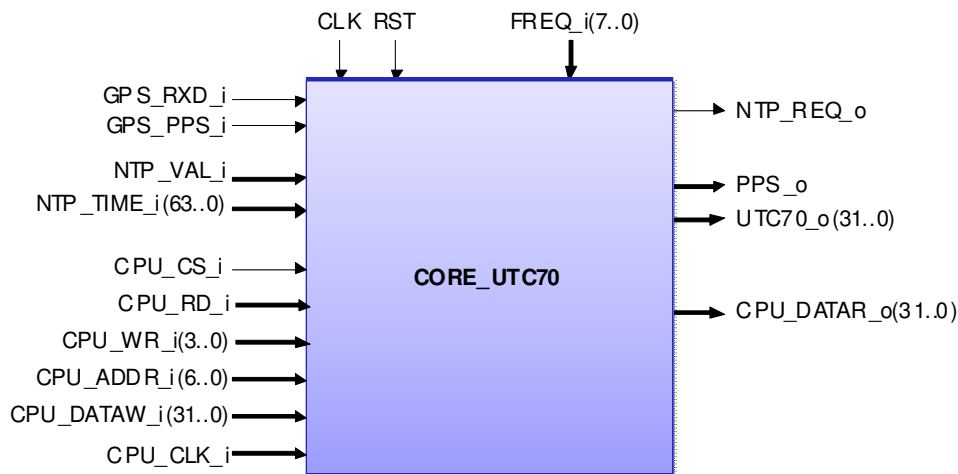 CLK RST FREQ_i(7..0)
GPS_RXD_i
GPS_PPS_i
NTP_VAL_i
NTP_TIME_i(63..0)
CPU_CS_i
CPU_RD_i
CPU_WR_i(3..0)
CPU_ADDR_i(6..0)
CPU_DATAW_i(31..0)
CPU_CLK_i
CORE_UTC70
NTP_REQ_o
PPS_o
UTC70_o(31..0)
CPU_DATAR_o(31..0)